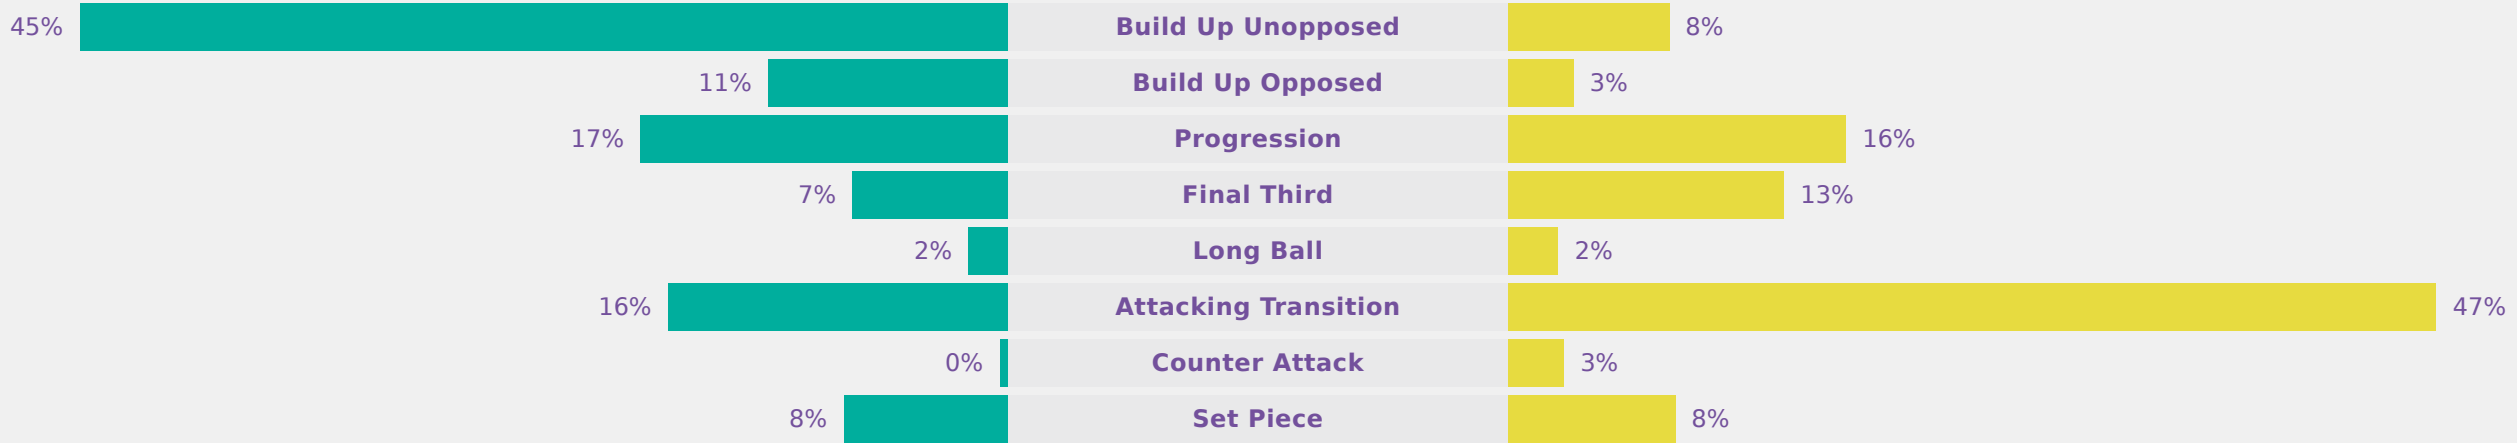 45% Build Up Unopposed 8%
11% Build Up Opposed 3%
17% Progression 16%
7% Final Third 13%
2% Long Ball 2%
16% Attacking Transition 47%
0% Counter Attack 3%
8% Set Piece 8%